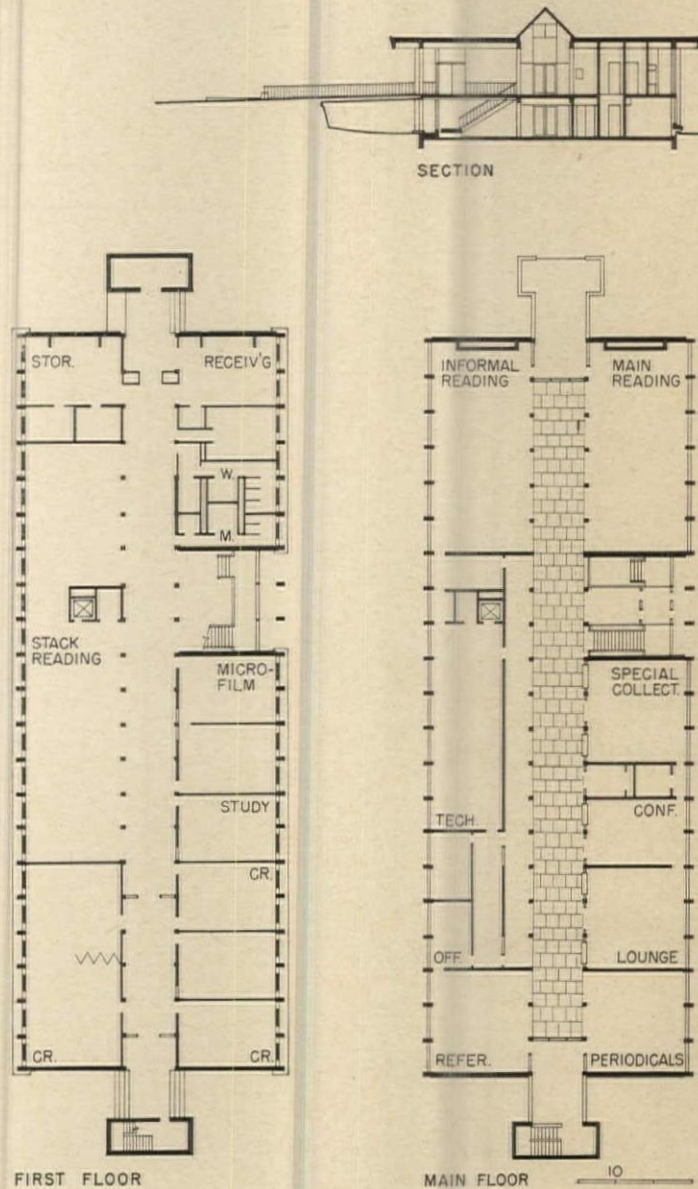 SECTION
STOR.
RECEIV'G
W.
M.
STACK
READING
MICRO-
FILM
STUDY
CR.
CR.
CR.
FIRST FLOOR
INFORMAL
READING
MAIN
READING
SPECIAL
COLLECT.
TECH.
CONF.
OFF.
LOUNGE
REFER.
PERIODICALS
MAIN FLOOR
10